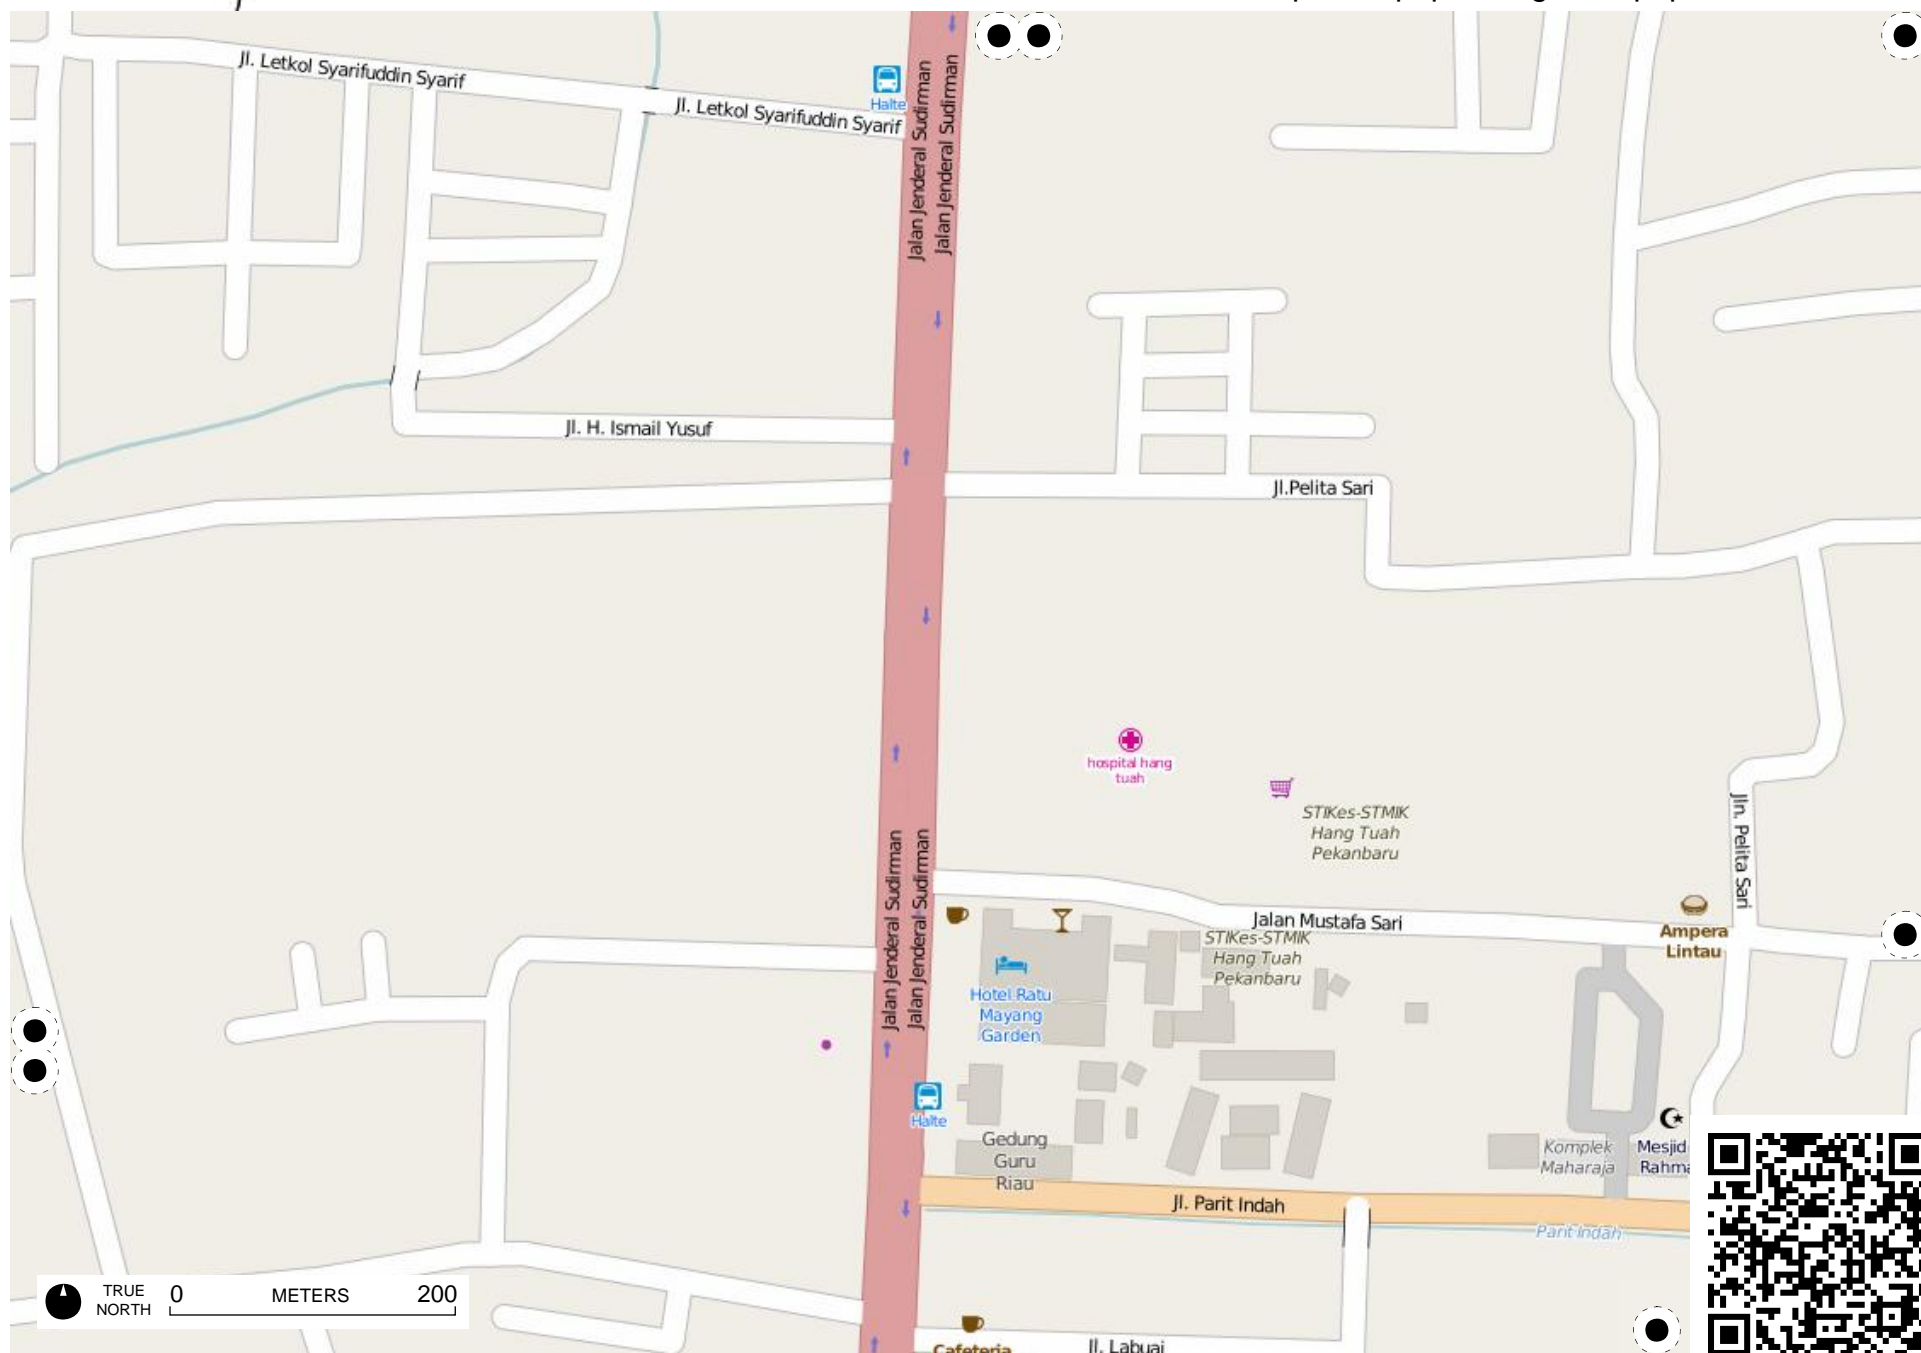 Jl. Letkol Syarifuddin Syarif
Jl. Letkol Syarifuddin Syarif
Halte
Jalan Jenderal Sudirman
Jalan Jenderal Sudirman
Jl. H. Ismail Yusuf
Jl.Pelita Sari
hospital hang
tuah
STIKes-STMIK
Hang Tuah
Pekanbaru
Jln. Pelita Sari
Jalan Jenderal Sudirman
Jalan Jenderal Sudirman
Jalan Mustafa Sari
Ampera
Lintau
STIKes-STMIK
Hang Tuah
Pekanbaru
Hotel Ratu
Mayang
Garden
Halte
Gedung
Guru
Riau
Komplek
Maharaja
Mesjid
Rahma
Jl. Parit Indah
Parit Indah
TRUE
NORTH
0 METERS 200
Cafeteria
Jl. Labuai